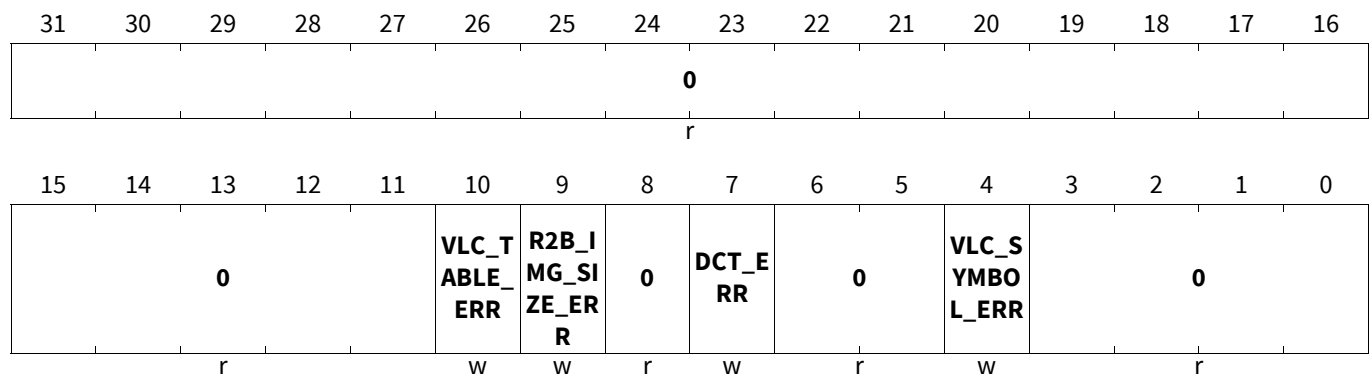 31 30 29 28 27 26 25 24 23 22 21 20 19 18 17 16
0
r
15 14 13 12 11 10 9 8 7 6 5 4 3 2 1 0
0 VLC_T R2B_I 0 DCT_E 0 VLC_S 0
ABLE_ MG_SI RR YMBO
ERR ZE_ER L_ERR
R
r w w r w r w r